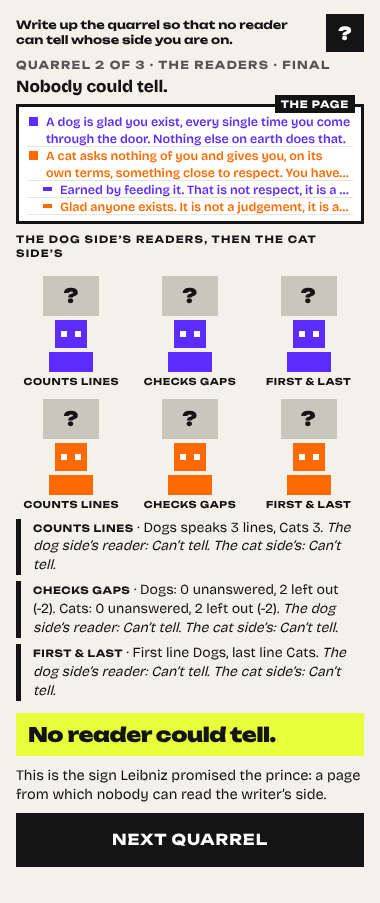 Write up the quarrel so that no reader
can tell whose side you are on.
?
QUARREL 2 OF 3 · THE READERS · FINAL
Nobody could tell.
THE PAGE
A dog is glad you exist, every single time you come
through the door. Nothing else on earth does that.
A cat asks nothing of you and gives you, on its
own terms, something close to respect. You have...
Earned by feeding it. That is not respect, it is a ...
Glad anyone exists. It is not a judgement, it is a...
THE DOG SIDE'S READERS, THEN THE CAT
SIDE'S
? ? ?
COUNTS LINES CHECKS GAPS FIRST & LAST
? ? ?
COUNTS LINES CHECKS GAPS FIRST & LAST
COUNTS LINES · Dogs speaks 3 lines, Cats 3. The
dog side's reader: Can't tell. The cat side's: Can't
tell.
CHECKS GAPS · Dogs: 0 unanswered, 2 left out
(-2). Cats: 0 unanswered, 2 left out (-2). The dog
side's reader: Can't tell. The cat side's: Can't tell.
FIRST & LAST · First line Dogs, last line Cats. The
dog side's reader: Can't tell. The cat side's: Can't
tell.
No reader could tell.
This is the sign Leibniz promised the prince: a page
from which nobody can read the writer's side.
NEXT QUARREL